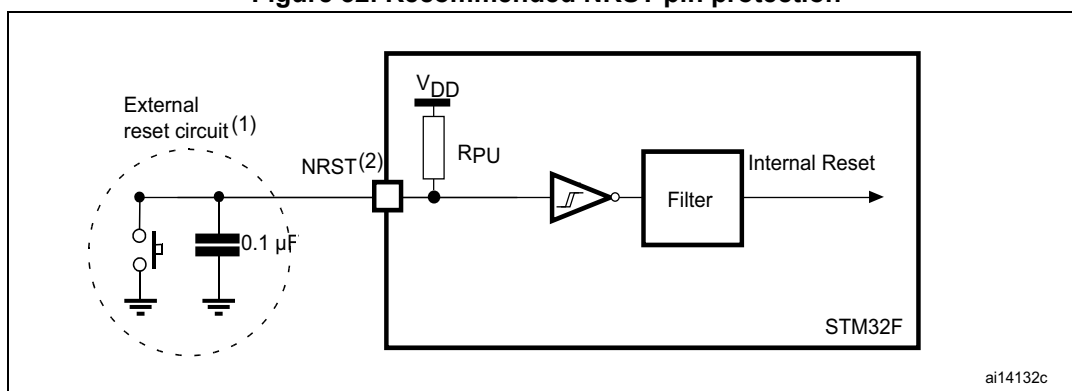 Figure 32. Recommended NRST pin protection
External
reset circuit(1)
NRST(2)
VDD
RPU
0.1 µF
Filter
Internal Reset
STM32F
ai14132c